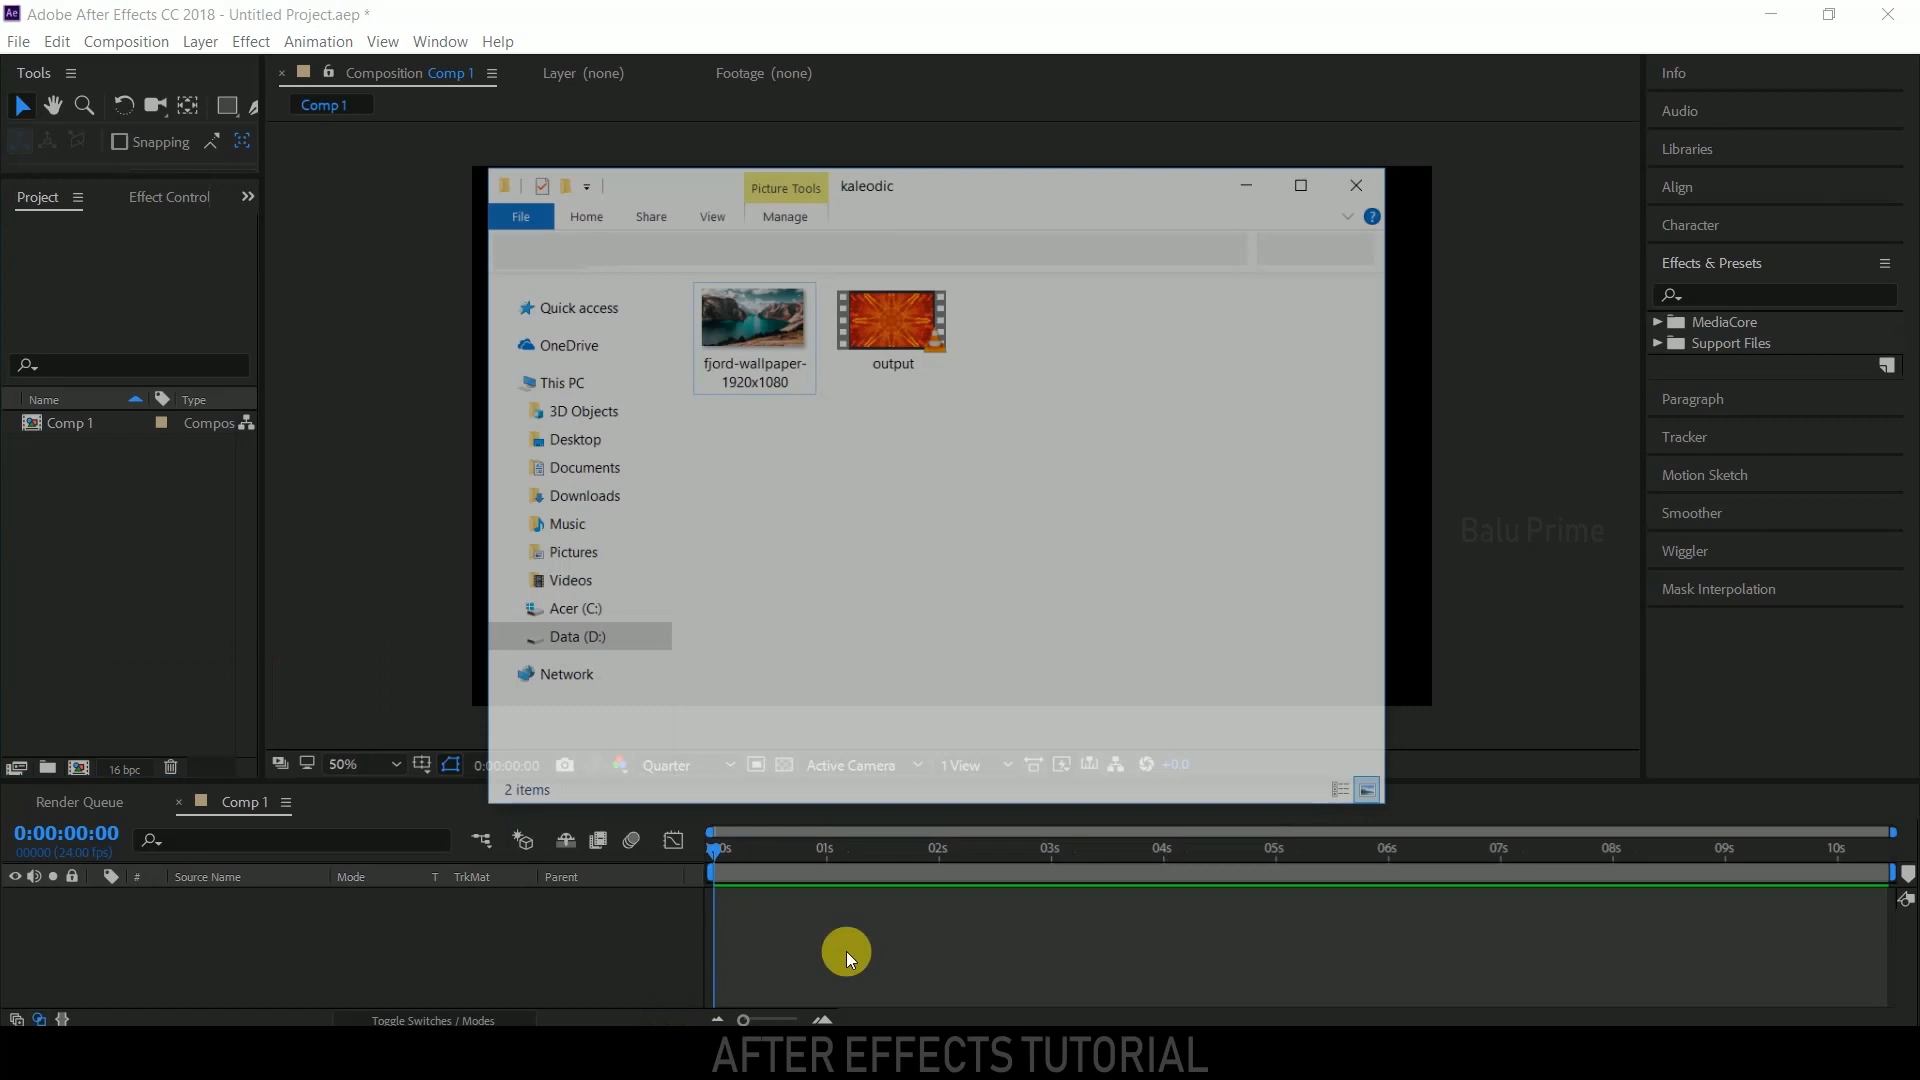 Ae Adobe After Effects CC 2018 - Untitled Project.aep *
File Edit Composition Layer Effect Animation View Window Help
Tools
Composition Comp 1
Layer (none)
Footage (none)
Comp 1
Snapping
Project
Effect Control
Name Type
Comp 1 Compos
16 bpc
Picture Tools
kaleodic
File Home Share View Manage
Quick access
OneDrive
This PC
3D Objects
Desktop
Documents
Downloads
Music
Pictures
Videos
Acer (C:)
Data (D:)
Network
fjord-wallpaper-
1920x1080
output
50% 0:00:00:00 Quarter Active Camera 1 View +0.0
2 items
Info
Audio
Libraries
Align
Character
Effects & Presets
MediaCore
Support Files
Paragraph
Tracker
Motion Sketch
Smoother
Wiggler
Mask Interpolation
Balu Prime
Render Queue
Comp 1
0:00:00:00
00000 (24.00 fps)
0s 01s 02s 03s 04s 05s 06s 07s 08s 09s 10s
# Source Name Mode T TrkMat Parent
Toggle Switches / Modes
AFTER EFFECTS TUTORIAL